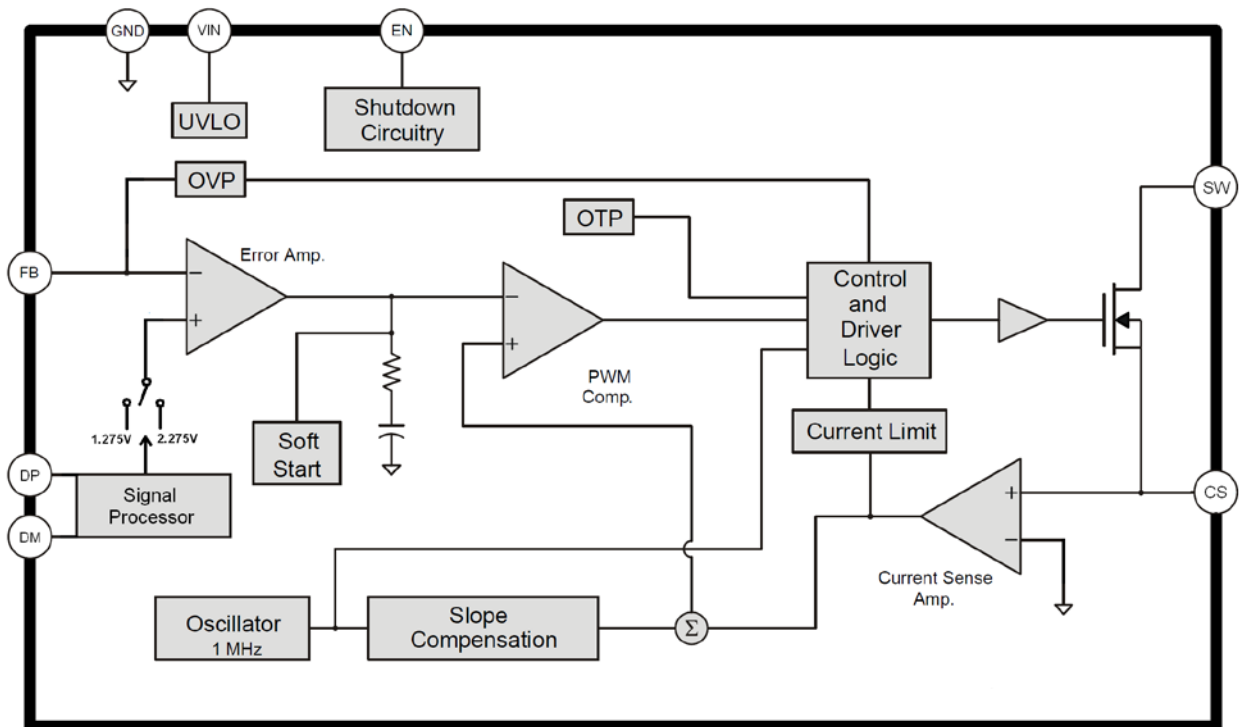 GND
VIN
EN
UVLO
Shutdown
Circuitry
OVP
SW
OTP
Error Amp.
FB
−
+
−
+
Control
and
Driver
Logic
PWM
Comp.
1.275V
2.275V
Soft
Start
Current Limit
DP
Signal
Processor
DM
+
−
CS
Current Sense
Amp.
Oscillator
1 MHz
Slope
Compensation
Σ